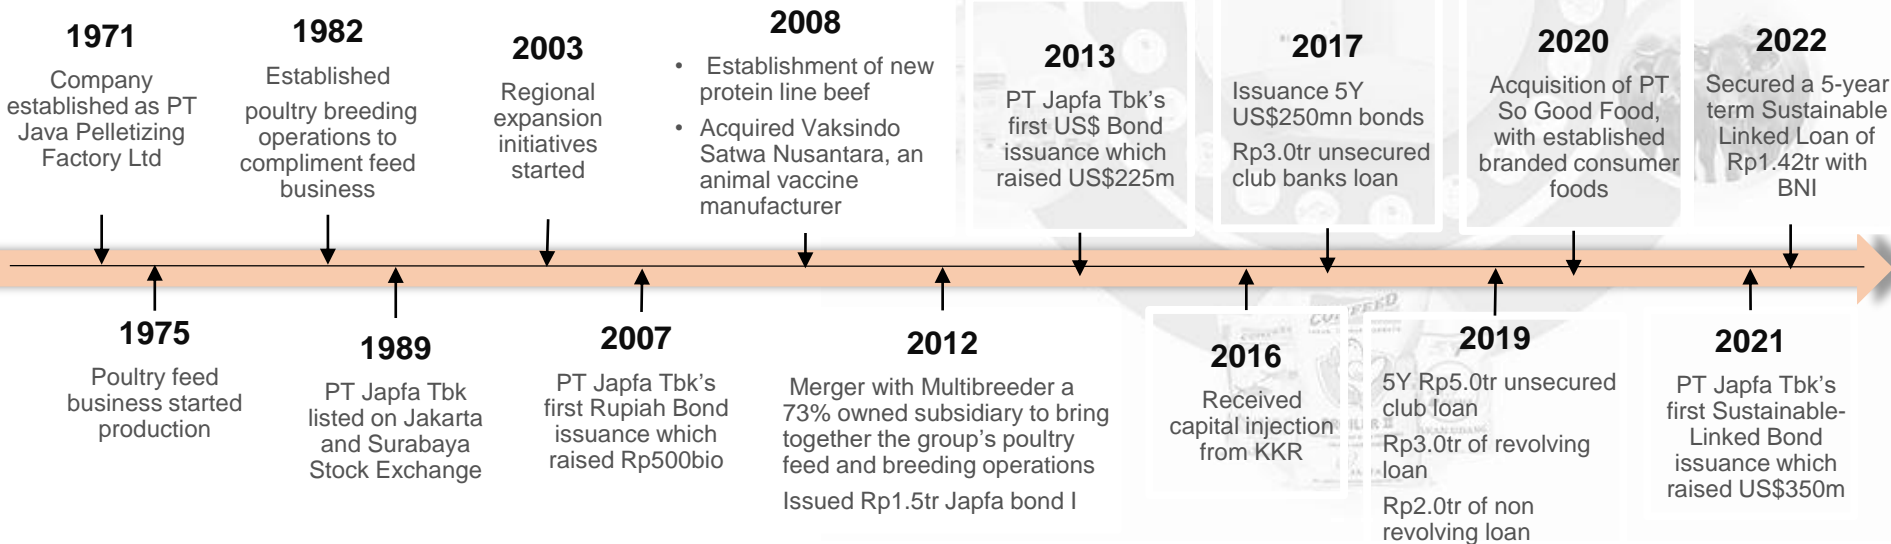 1971
Company
established as PT
Java Pelletizing
Factory Ltd
1982
Established
poultry breeding
operations to
compliment feed
business
2003
Regional
expansion
initiatives
started
2008
• Establishment of new
protein line beef
• Acquired Vaksindo
Satwa Nusantara, an
animal vaccine
manufacturer
2013
PT Japfa Tbk's
first US$ Bond
issuance which
raised US$225m
2017
Issuance 5Y
US$250mn bonds
Rp3.0tr unsecured
club banks loan
2020
Acquisition of PT
So Good Food,
with established
branded consumer
foods
2022
Secured a 5-year
term Sustainable
Linked Loan of
Rp1.42tr with
BNI
1975
Poultry feed
business started
production
1989
PT Japfa Tbk
listed on Jakarta
and Surabaya
Stock Exchange
2007
PT Japfa Tbk's
first Rupiah Bond
issuance which
raised Rp500bio
2012
Merger with Multibreeder a
73% owned subsidiary to bring
together the group's poultry
feed and breeding operations
Issued Rp1.5tr Japfa bond I
2016
Received
capital injection
from KKR
2019
5Y Rp5.0tr unsecured
club loan
Rp3.0tr of revolving
loan
Rp2.0tr of non
revolving loan
2021
PT Japfa Tbk's
first Sustainable-
Linked Bond
issuance which
raised US$350m